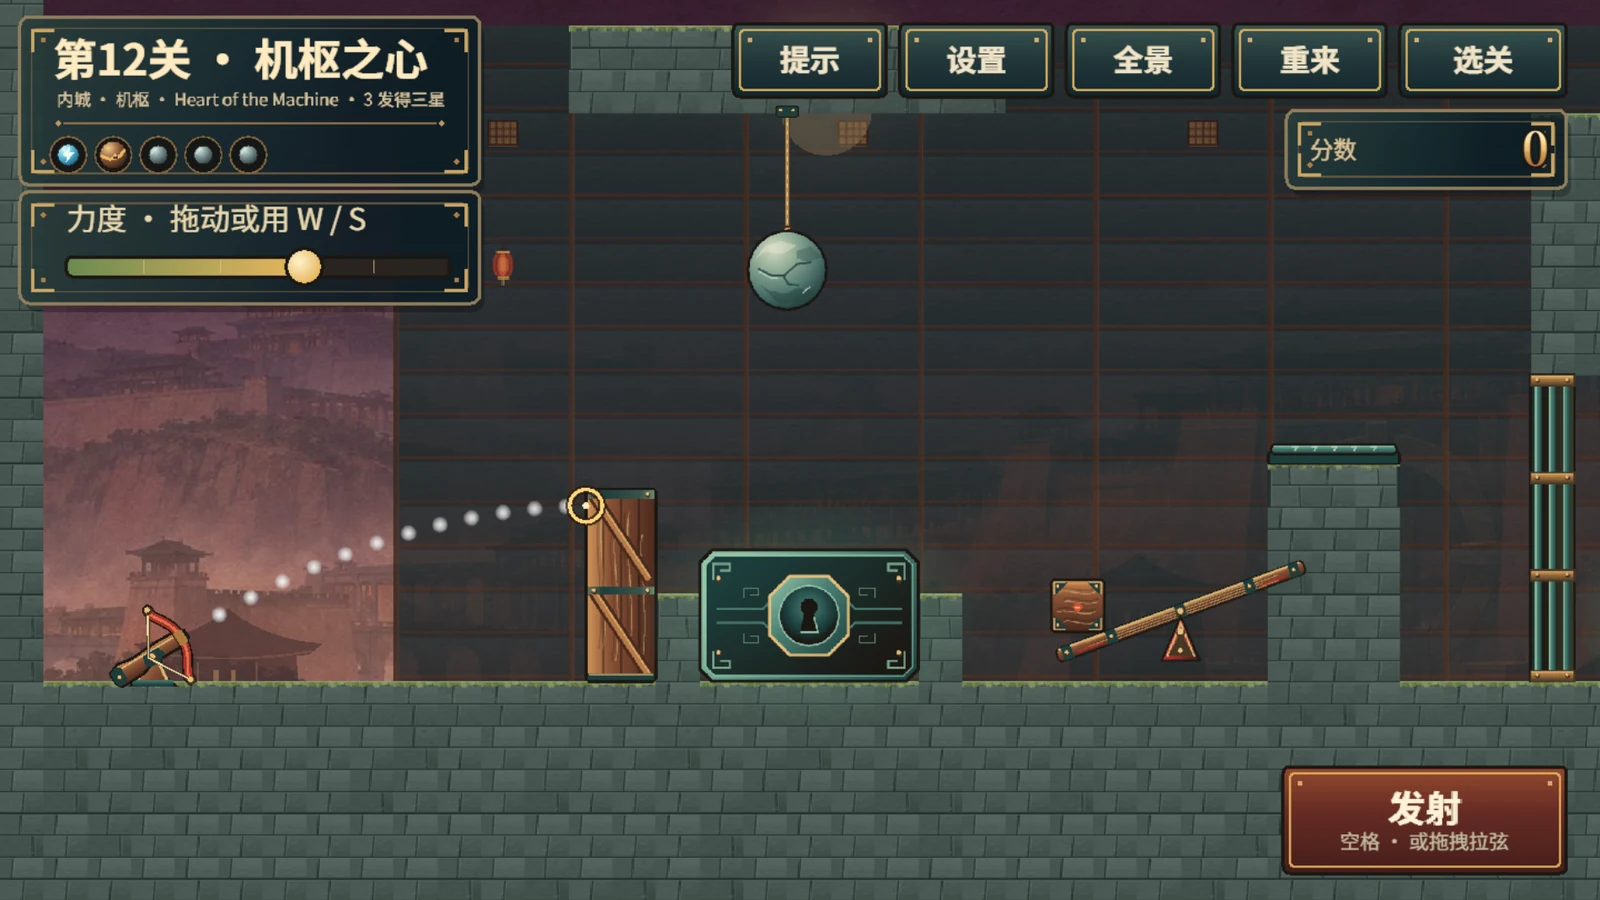 第12关 · 机枢之心
内城 · 机枢 · Heart of the Machine · 3 发得三星
力度 · 拖动或用 W / S
提示
设置
全景
重来
选关
分数
0
发射
空格 · 或拖拽拉弦